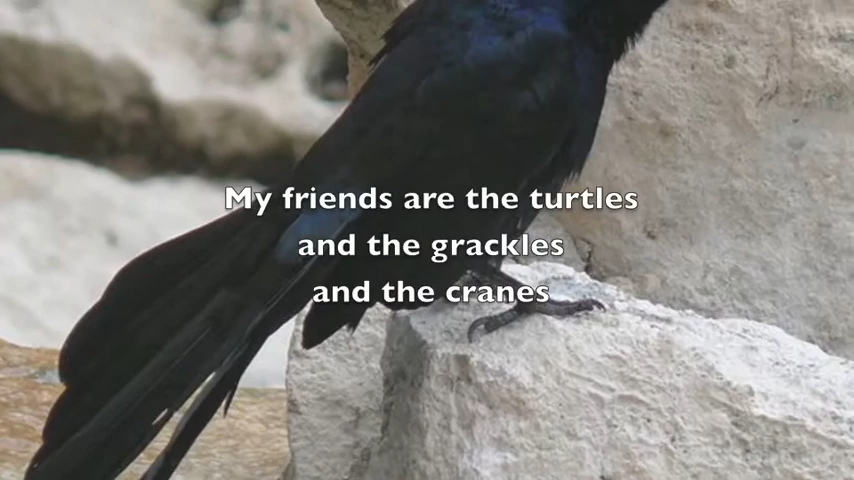 My friends are the turtles
and the grackles
and the cranes